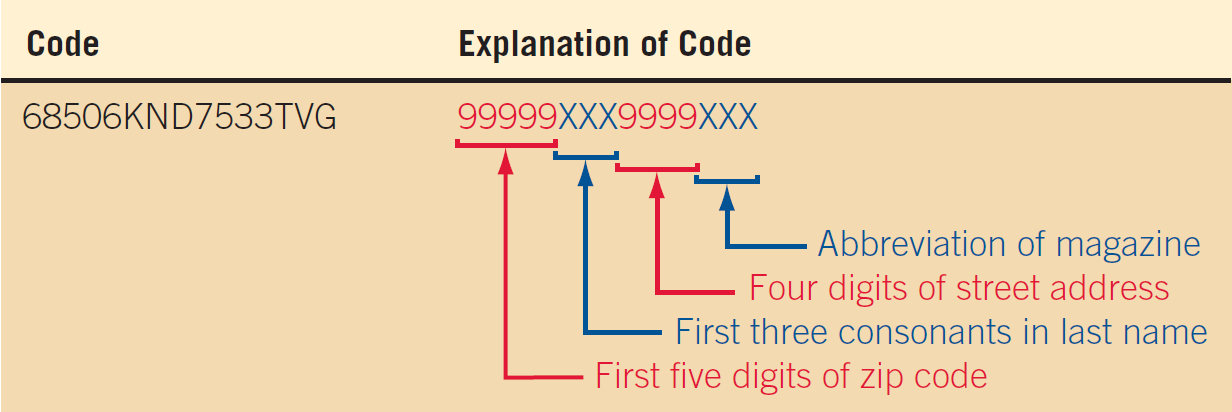 Code Explanation of Code
68506KND7533TVG 99999XXX9999XXX
Abbreviation of magazine
Four digits of street address
First three consonants in last name
First five digits of zip code